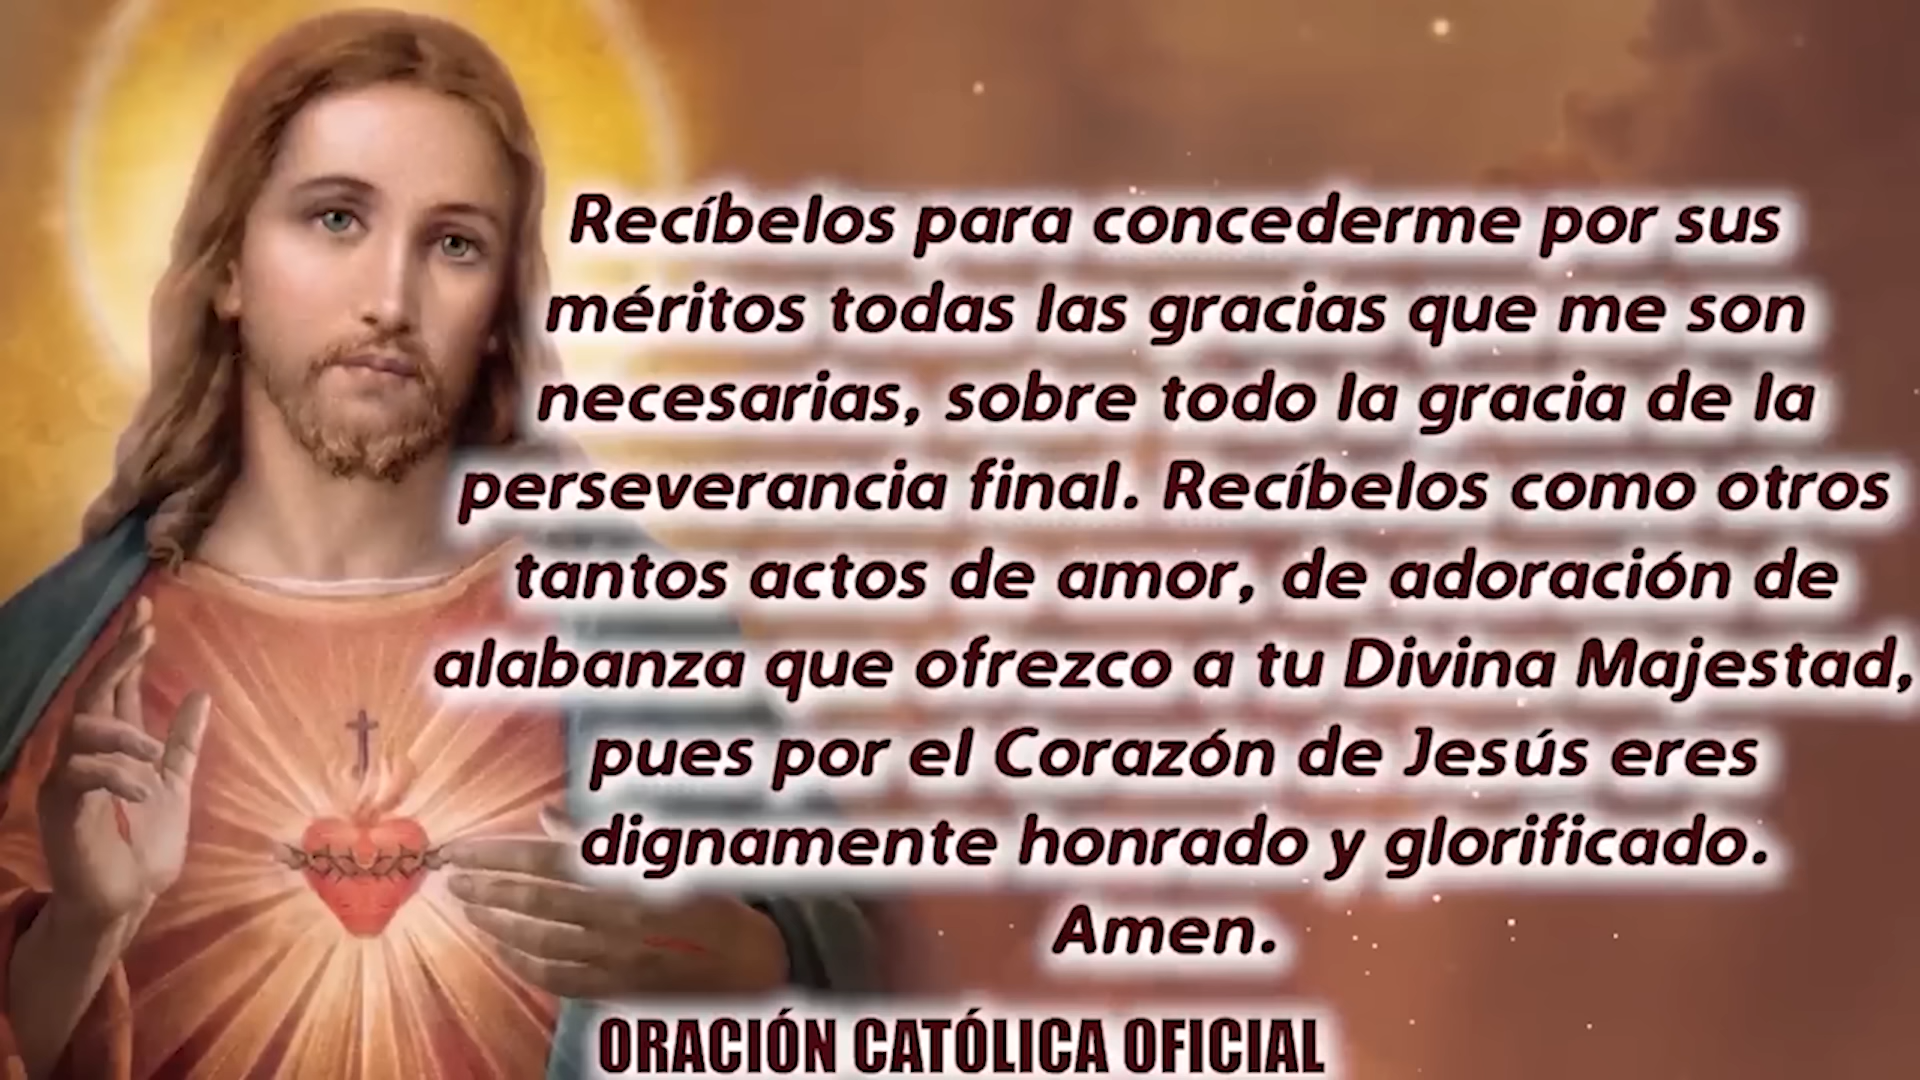 Recíbelos para concederme por sus
méritos todas las gracias que me son
necesarias, sobre todo la gracia de la
perseverancia final. Recíbelos como otros
tantos actos de amor, de adoración de
alabanza que ofrezco a tu Divina Majestad,
pues por el Corazón de Jesús eres
dignamente honrado y glorificado.
Amen.
ORACIÓN CATÓLICA OFICIAL